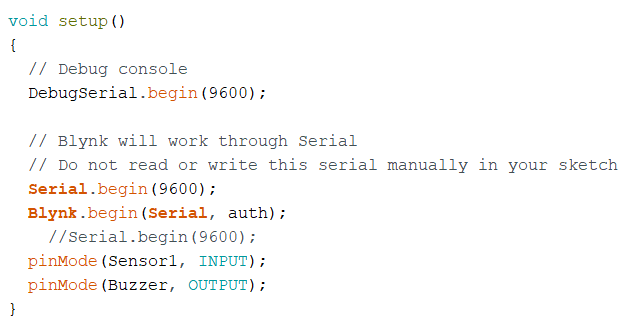 void setup()
{
  // Debug console
  DebugSerial.begin(9600);

  // Blynk will work through Serial
  // Do not read or write this serial manually in your sketch
  Serial.begin(9600);
  Blynk.begin(Serial, auth);
    //Serial.begin(9600);
  pinMode(Sensor1, INPUT);
  pinMode(Buzzer, OUTPUT);
}